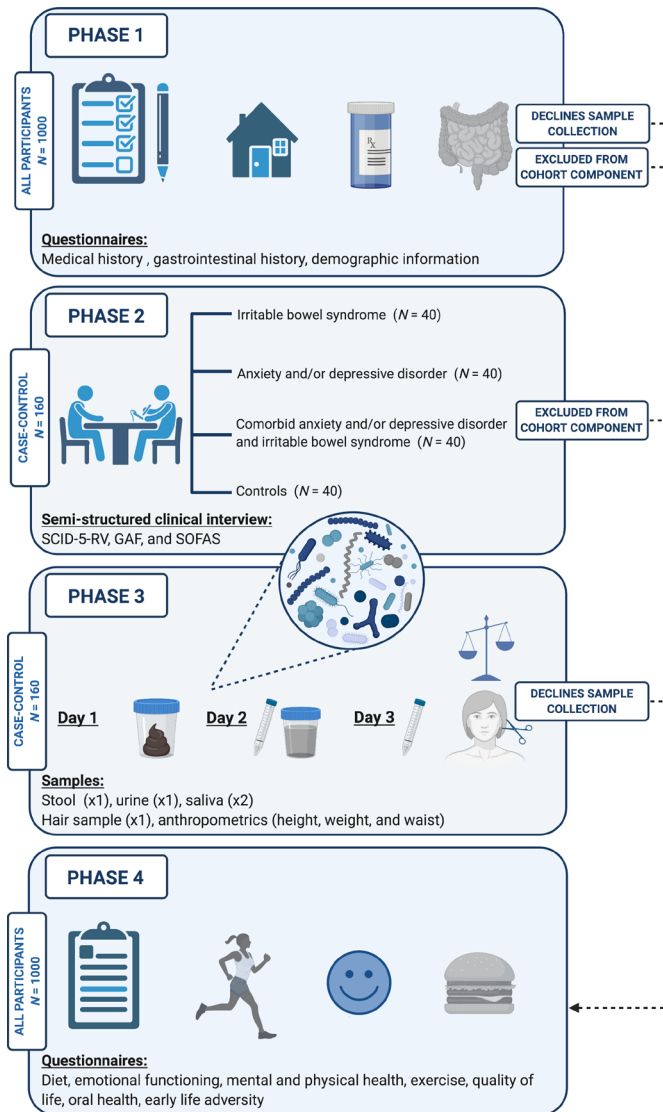 PHASE 1
ALL PARTICIPANTS
N = 1000
Rx
DECLINES SAMPLE
COLLECTION
EXCLUDED FROM
COHORT COMPONENT
Questionnaires:
Medical history , gastrointestinal history, demographic information
PHASE 2
CASE-CONTROL
N = 160
Irritable bowel syndrome (N = 40)
Anxiety and/or depressive disorder (N = 40)
Comorbid anxiety and/or depressive disorder
and irritable bowel syndrome (N = 40)
Controls (N = 40)
EXCLUDED FROM
COHORT COMPONENT
Semi-structured clinical interview:
SCID-5-RV, GAF, and SOFAS
PHASE 3
CASE-CONTROL
N = 160
Day 1
Day 2
Day 3
DECLINES SAMPLE
COLLECTION
Samples:
Stool (x1), urine (x1), saliva (x2)
Hair sample (x1), anthropometrics (height, weight, and waist)
PHASE 4
ALL PARTICIPANTS
N = 1000
Questionnaires:
Diet, emotional functioning, mental and physical health, exercise, quality of
life, oral health, early life adversity